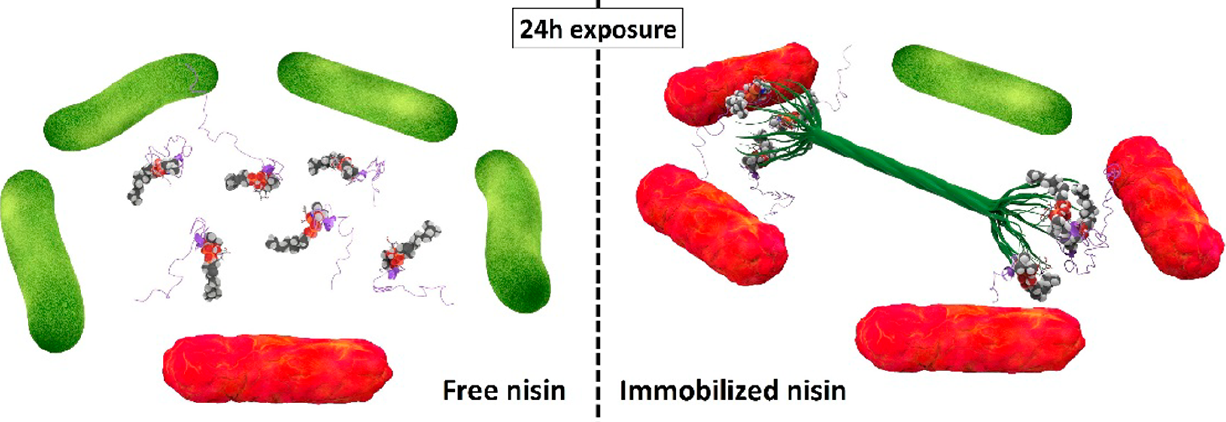 24h exposure
Free nisin
Immobilized nisin